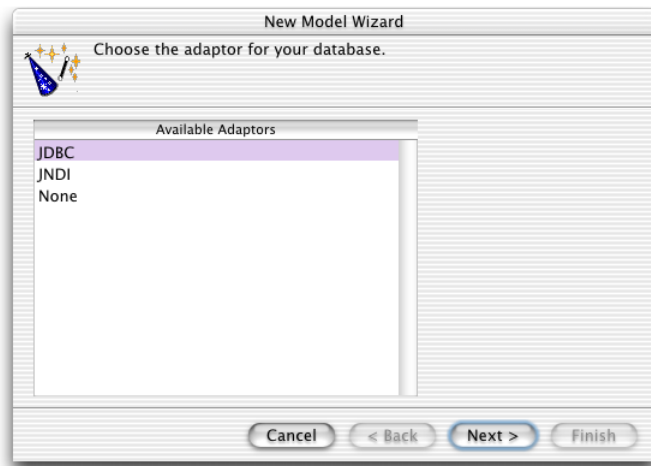 New Model Wizard
Choose the adaptor for your database.
Available Adaptors
JDBC
JNDI
None
Cancel < Back Next > Finish